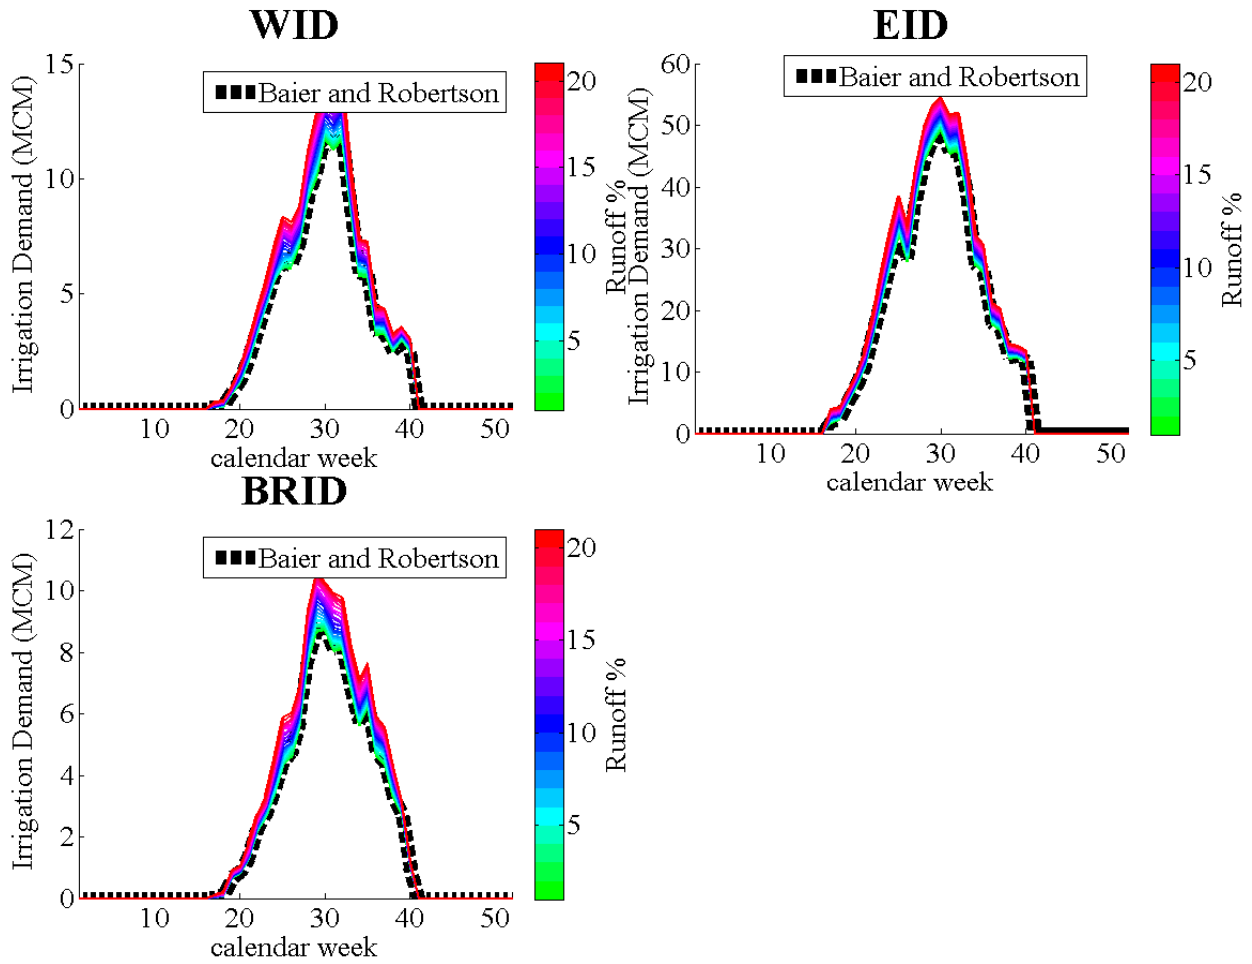 WID
15
10
5
0
Irrigation Demand (MCM)
Baier and Robertson
10 20 30 40 50
calendar week
20
15
10
5
Runoff %
EID
60
50
40
30
20
10
0
Irrigation Demand (MCM)
Baier and Robertson
10 20 30 40 50
calendar week
20
15
10
5
Runoff %
BRID
12
10
8
6
4
2
0
Irrigation Demand (MCM)
Baier and Robertson
10 20 30 40 50
calendar week
20
15
10
5
Runoff %